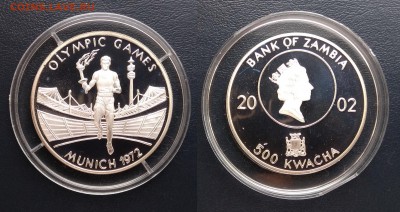 OLYMPIC GAMES
MUNICH 1972
BANK OF ZAMBIA
20 02
500 KWACHA